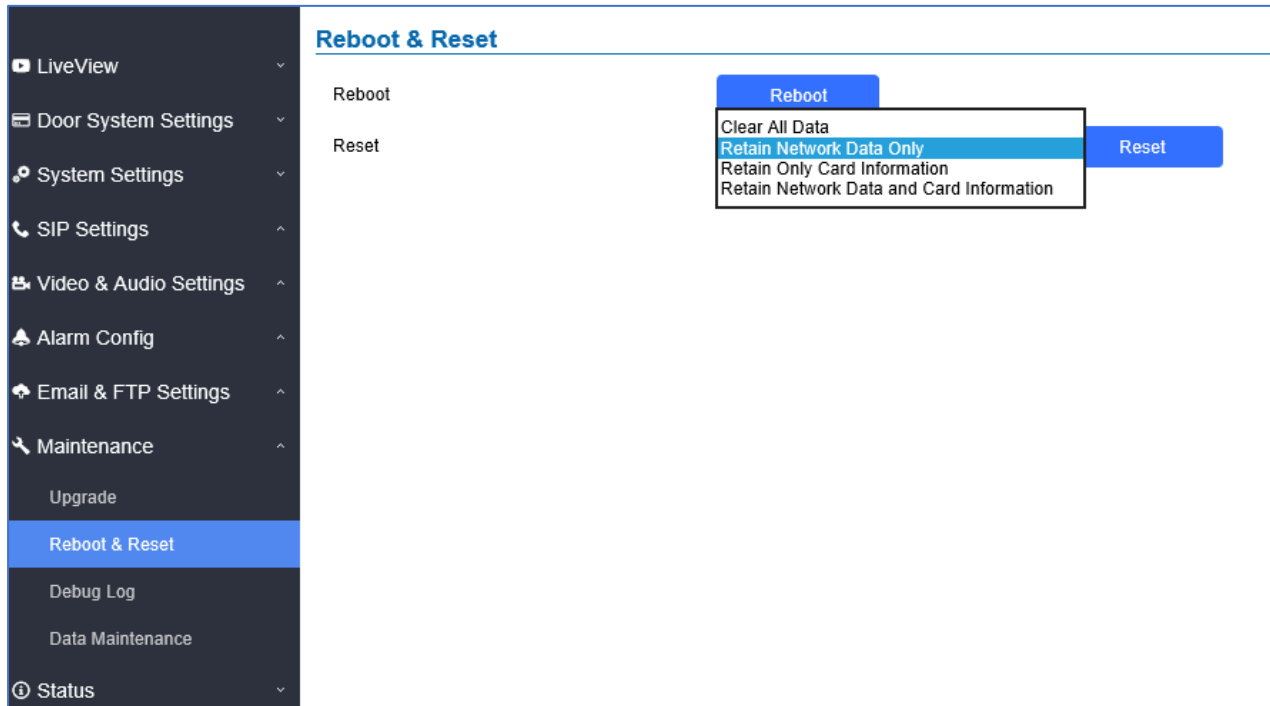 LiveView
Door System Settings
System Settings
SIP Settings
Video & Audio Settings
Alarm Config
Email & FTP Settings
Maintenance
Upgrade
Reboot & Reset
Debug Log
Data Maintenance
Status
Reboot & Reset
Reboot
Reboot
Reset
Clear All Data
Retain Network Data Only
Retain Only Card Information
Retain Network Data and Card Information
Reset